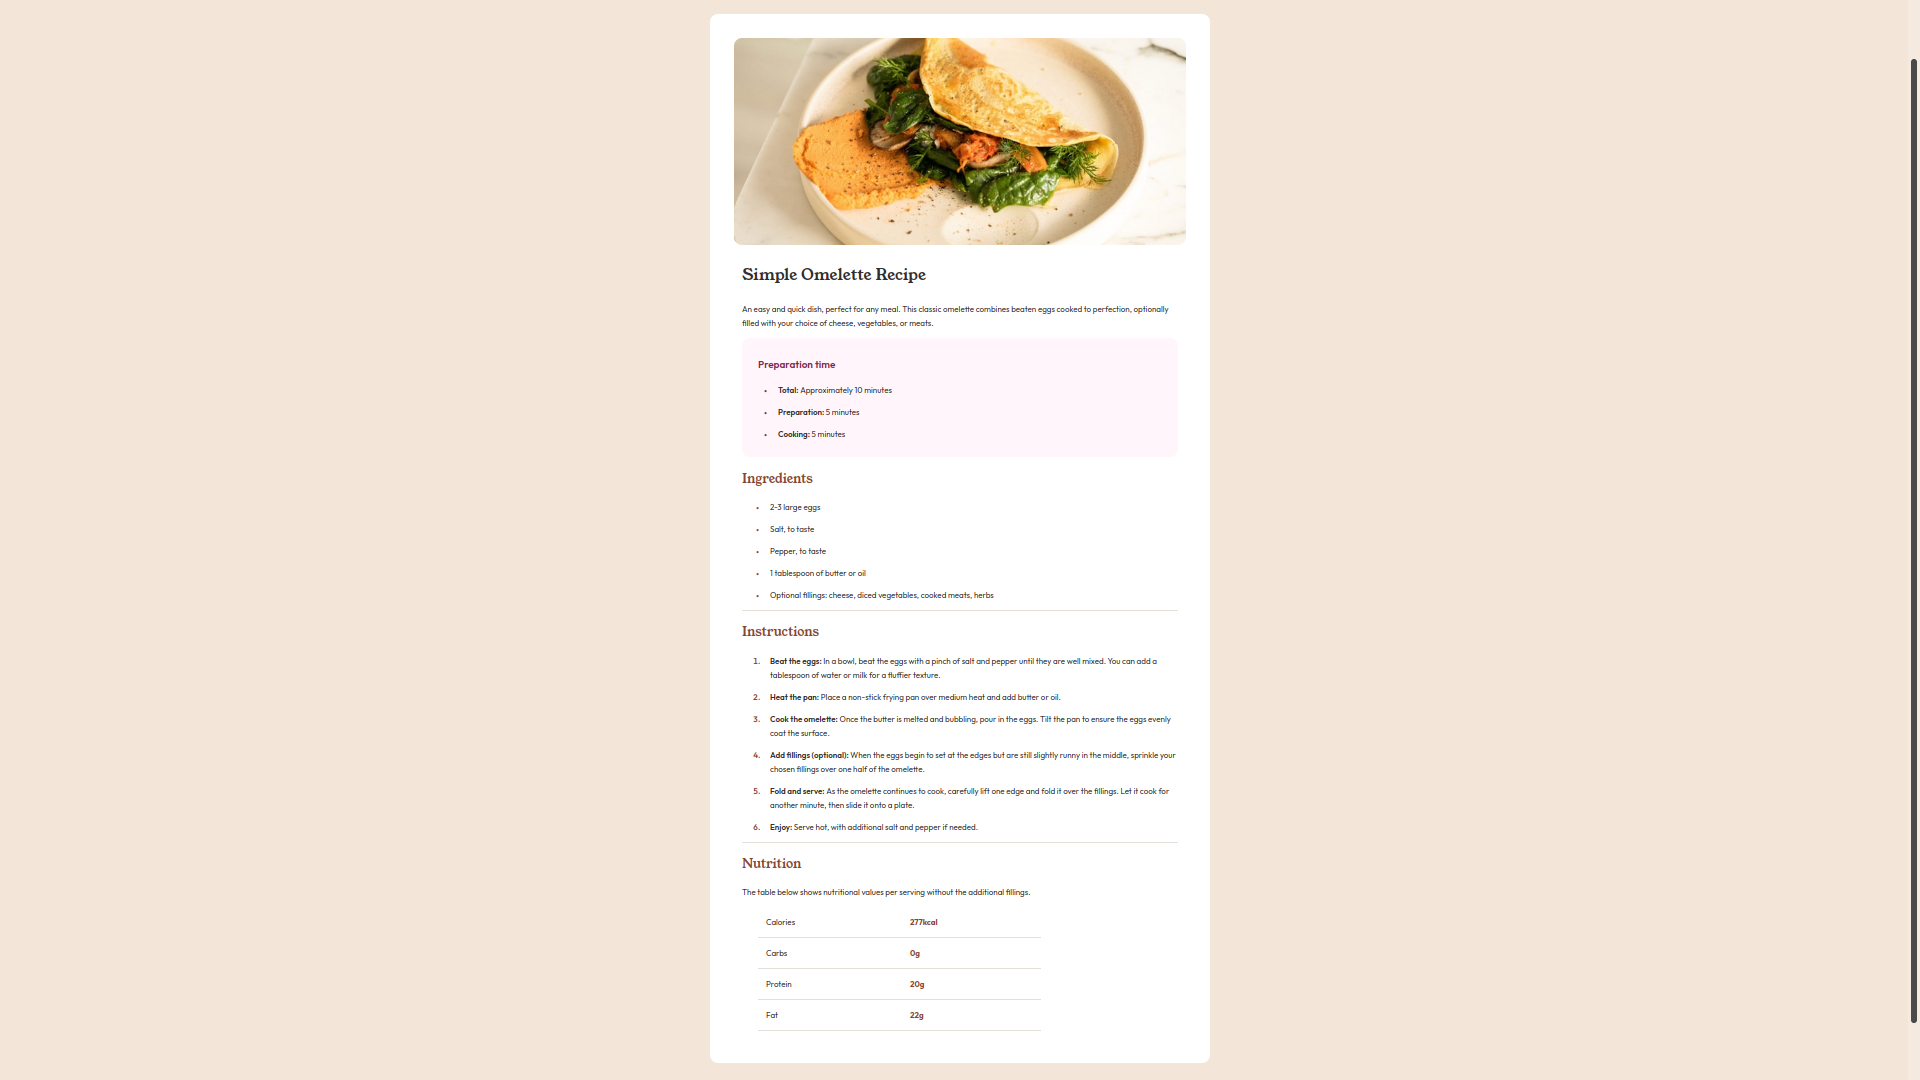 Simple Omelette Recipe
An easy and quick dish, perfect for any meal. This classic omelette combines beaten eggs cooked to perfection, optionally
filled with your choice of cheese, vegetables, or meats.
Preparation time
• Total: Approximately 10 minutes
• Preparation: 5 minutes
• Cooking: 5 minutes
Ingredients
• 2-3 large eggs
• Salt, to taste
• Pepper, to taste
• 1 tablespoon of butter or oil
• Optional fillings: cheese, diced vegetables, cooked meats, herbs
Instructions
1. Beat the eggs: In a bowl, beat the eggs with a pinch of salt and pepper until they are well mixed. You can add a
tablespoon of water or milk for a fluffier texture.
2. Heat the pan: Place a non-stick frying pan over medium heat and add butter or oil.
3. Cook the omelette: Once the butter is melted and bubbling, pour in the eggs. Tilt the pan to ensure the eggs evenly
coat the surface.
4. Add fillings (optional): When the eggs begin to set at the edges but are still slightly runny in the middle, sprinkle your
chosen fillings over one half of the omelette.
5. Fold and serve: As the omelette continues to cook, carefully lift one edge and fold it over the fillings. Let it cook for
another minute, then slide it onto a plate.
6. Enjoy: Serve hot, with additional salt and pepper if needed.
Nutrition
The table below shows nutritional values per serving without the additional fillings.
Calories 277kcal
Carbs 0g
Protein 20g
Fat 22g